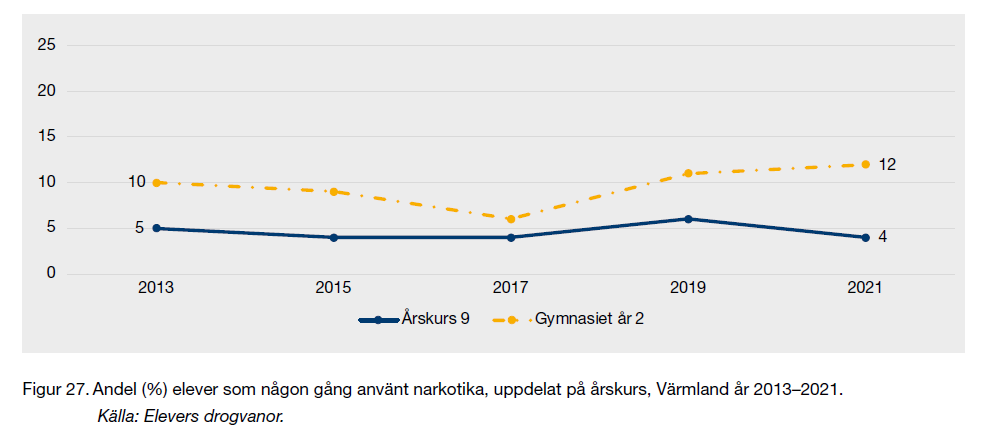 25
20
15
10
5
0
10
5
12
4
2013 2015 2017 2019 2021
Årskurs 9 Gymnasiet år 2
Figur 27. Andel (%) elever som någon gång använt narkotika, uppdelat på årskurs, Värmland år 2013–2021.
Källa: Elevers drogvanor.